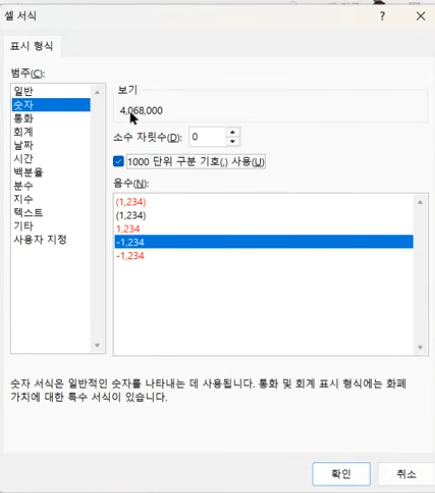 셀 서식
? ×
표시 형식
범주(C):
일반
숫자
통화
회계
날짜
시간
백분율
분수
지수
텍스트
기타
사용자 지정
보기
4,068,000
소수 자릿수(D): 0
1000 단위 구분 기호(,) 사용(U)
음수(N):
(1,234)
(1,234)
1,234
-1,234
-1,234
숫자 서식은 일반적인 숫자를 나타내는 데 사용됩니다. 통화 및 회계 표시 형식에는 화폐
가치에 대한 특수 서식이 있습니다.
확인 취소